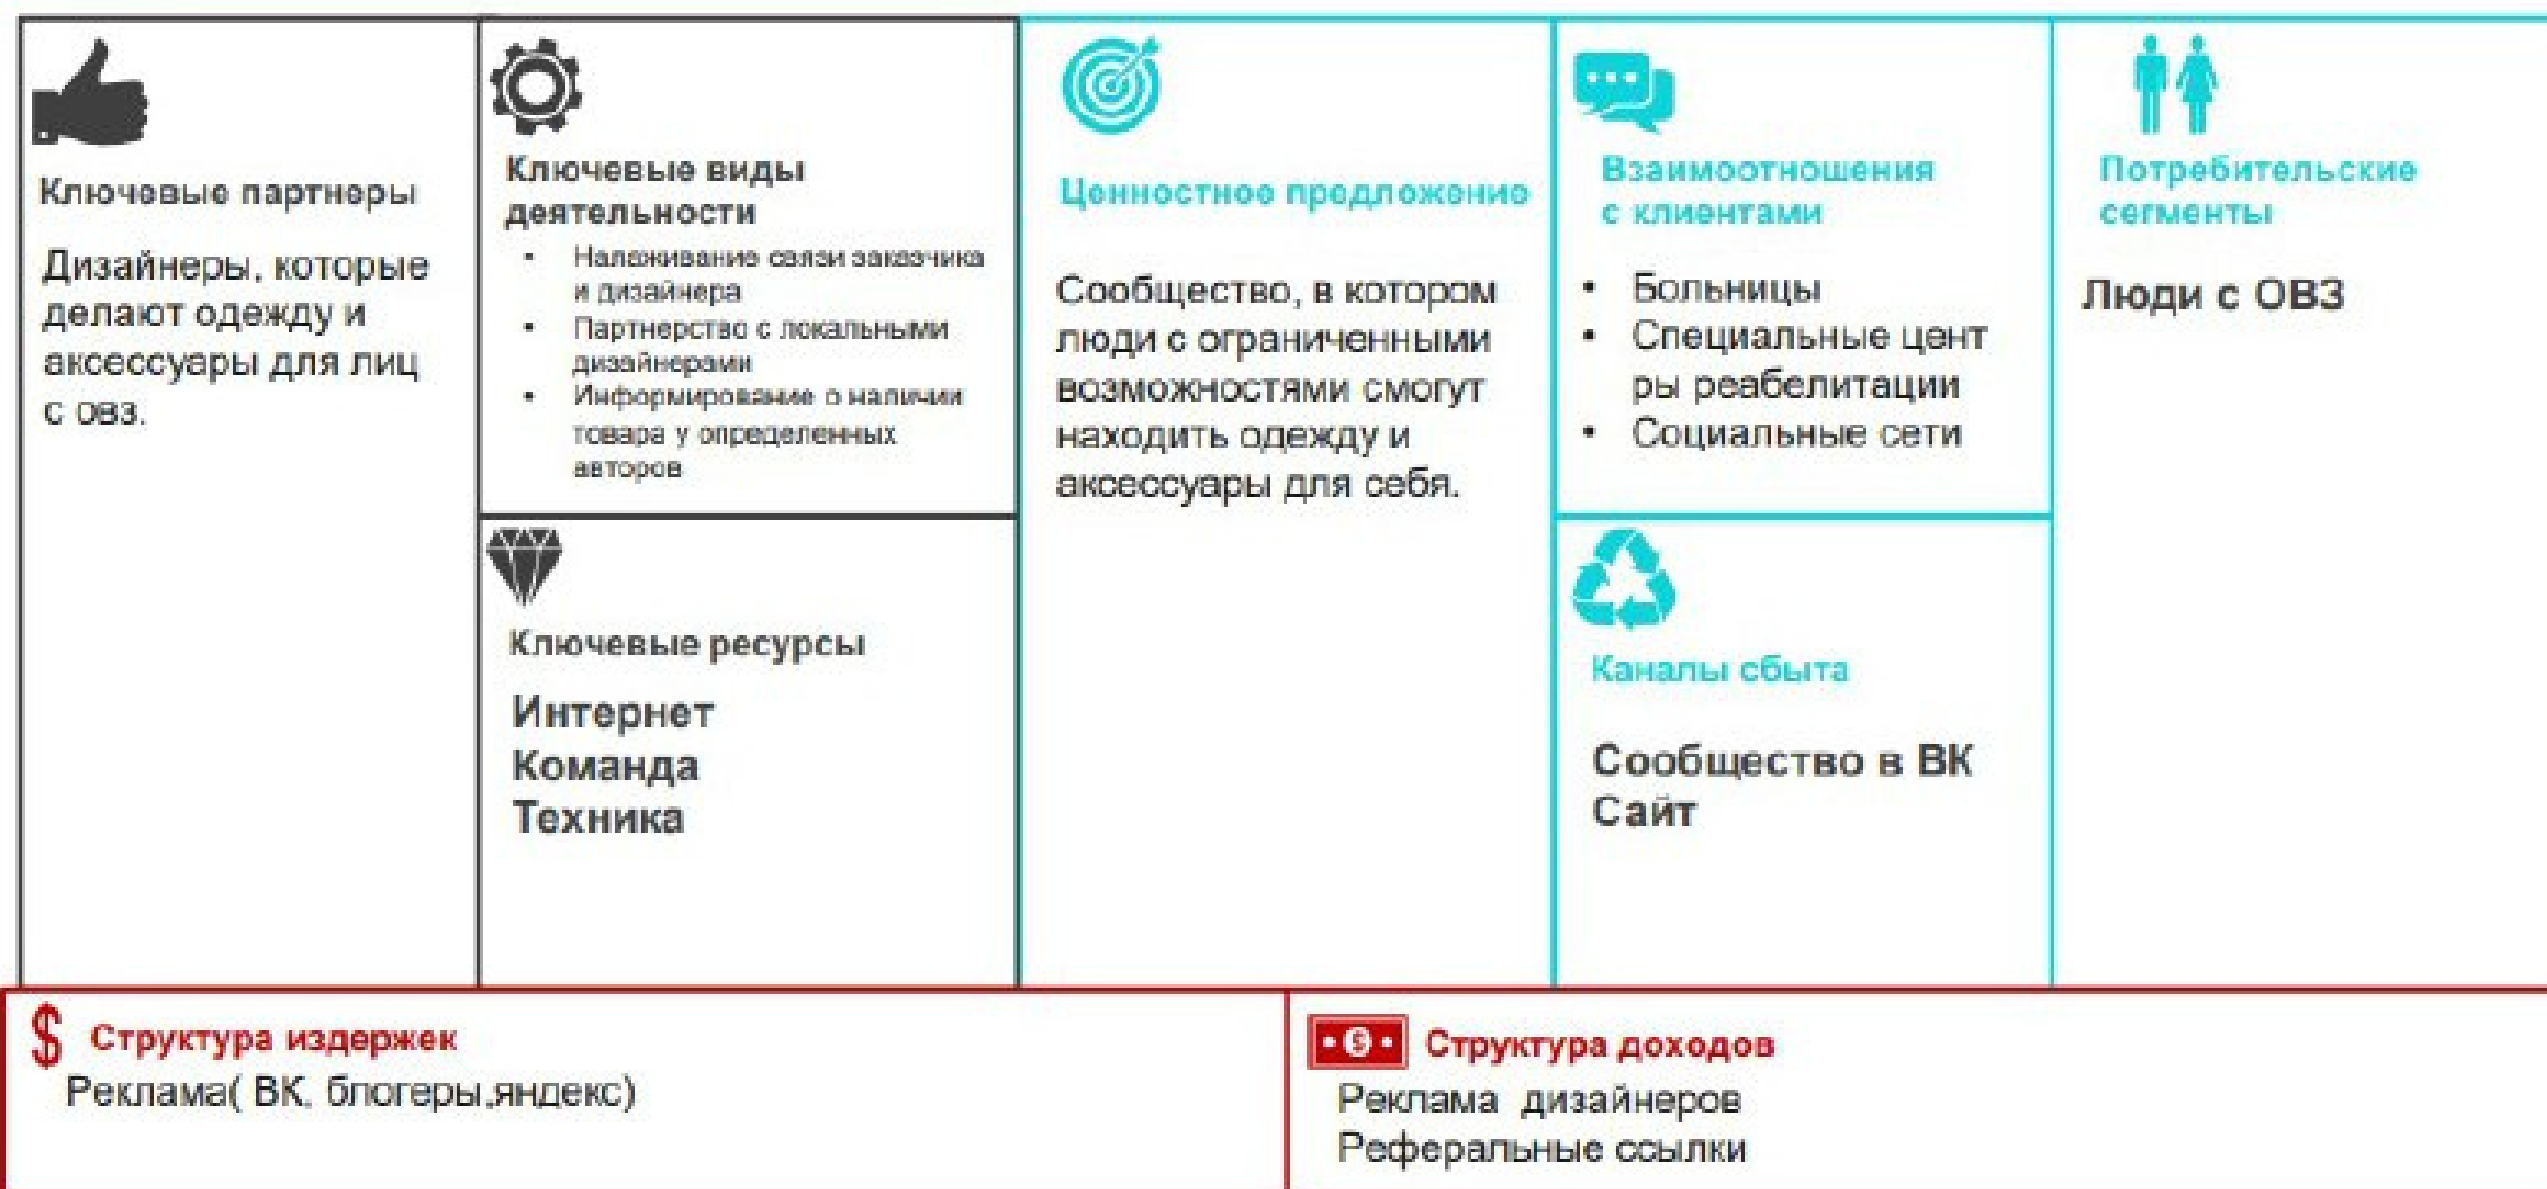 Ключевые партнеры
Дизайнеры, которые
делают одежду и
аксессуары для лиц
с овз.
Ключевые виды
деятельности
• Налаживание связи заказчика
и дизайнера
• Партнерство с локальными
дизайнерами
• Информирование о наличии
товара у определенных
авторов
Ключевые ресурсы
Интернет
Команда
Техника
Ценностное предложение
Сообщество, в котором
люди с ограниченными
возможностями смогут
находить одежду и
аксессуары для себя.
Взаимоотношения
с клиентами
• Больницы
• Специальные цент
ры реабелитации
• Социальные сети
Каналы сбыта
Сообщество в ВК
Сайт
Потребительские
сегменты
Люди с ОВЗ
$ Структура издержек
Реклама( ВК, блогеры,яндекс)
$ Структура доходов
Реклама дизайнеров
Реферальные ссылки